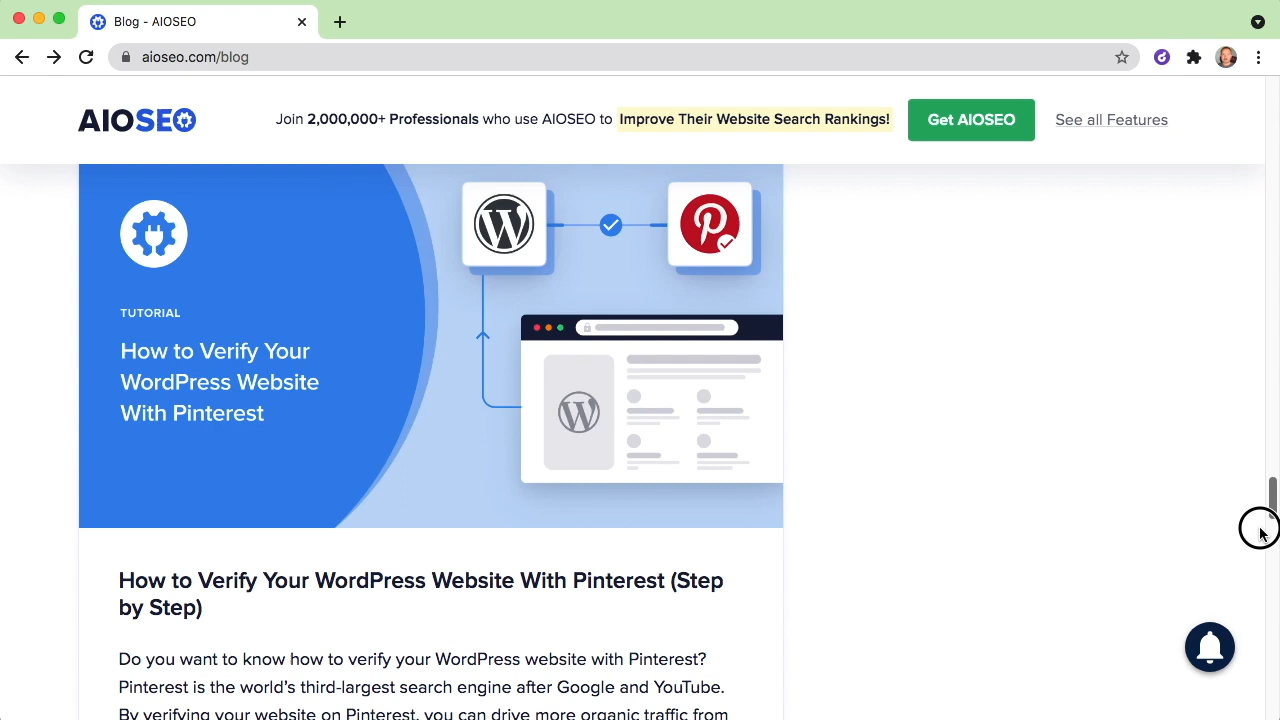 Blog - AIOSEO
aioseo.com/blog
AIOSEO
Join 2,000,000+ Professionals who use AIOSEO to Improve Their Website Search Rankings!
Get AIOSEO
See all Features
TUTORIAL
How to Verify Your
WordPress Website
With Pinterest
How to Verify Your WordPress Website With Pinterest (Step
by Step)
Do you want to know how to verify your WordPress website with Pinterest?
Pinterest is the world's third-largest search engine after Google and YouTube.
By verifying your website on Pinterest, you can drive more organic traffic from